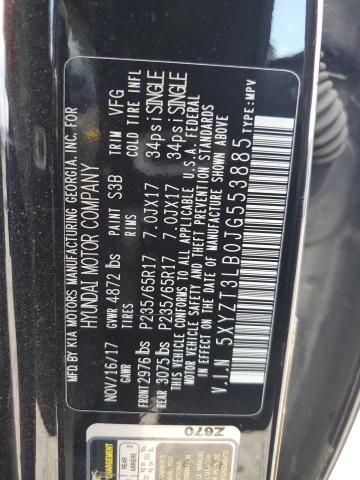 MFD. BY KIA MOTORS MANUFACTURING GEORGIA, INC. FOR
HYUNDAI MOTOR COMPANY
NOV/16/17 GVWR 4872 lbs PAINT S3B TRIM VFG
GAWR RIMS COLD TIRE INFL
FRONT 2976 lbs P235/65R17 7.0JX17 34psi SINGLE
REAR 3075 lbs P235/65R17 7.0JX17 34psi SINGLE
THIS VEHICLE CONFORMS TO ALL APPLICABLE U.S.A. FEDERAL
MOTOR VEHICLE SAFETY, BUMPER, AND THEFT PREVENTION STANDARDS
IN EFFECT ON THE DATE OF MANUFACTURE SHOWN ABOVE
V.I.N 5XYZT3LB0JG553885 TYPE:MPV
Z670
REAR
ARRIÈRE